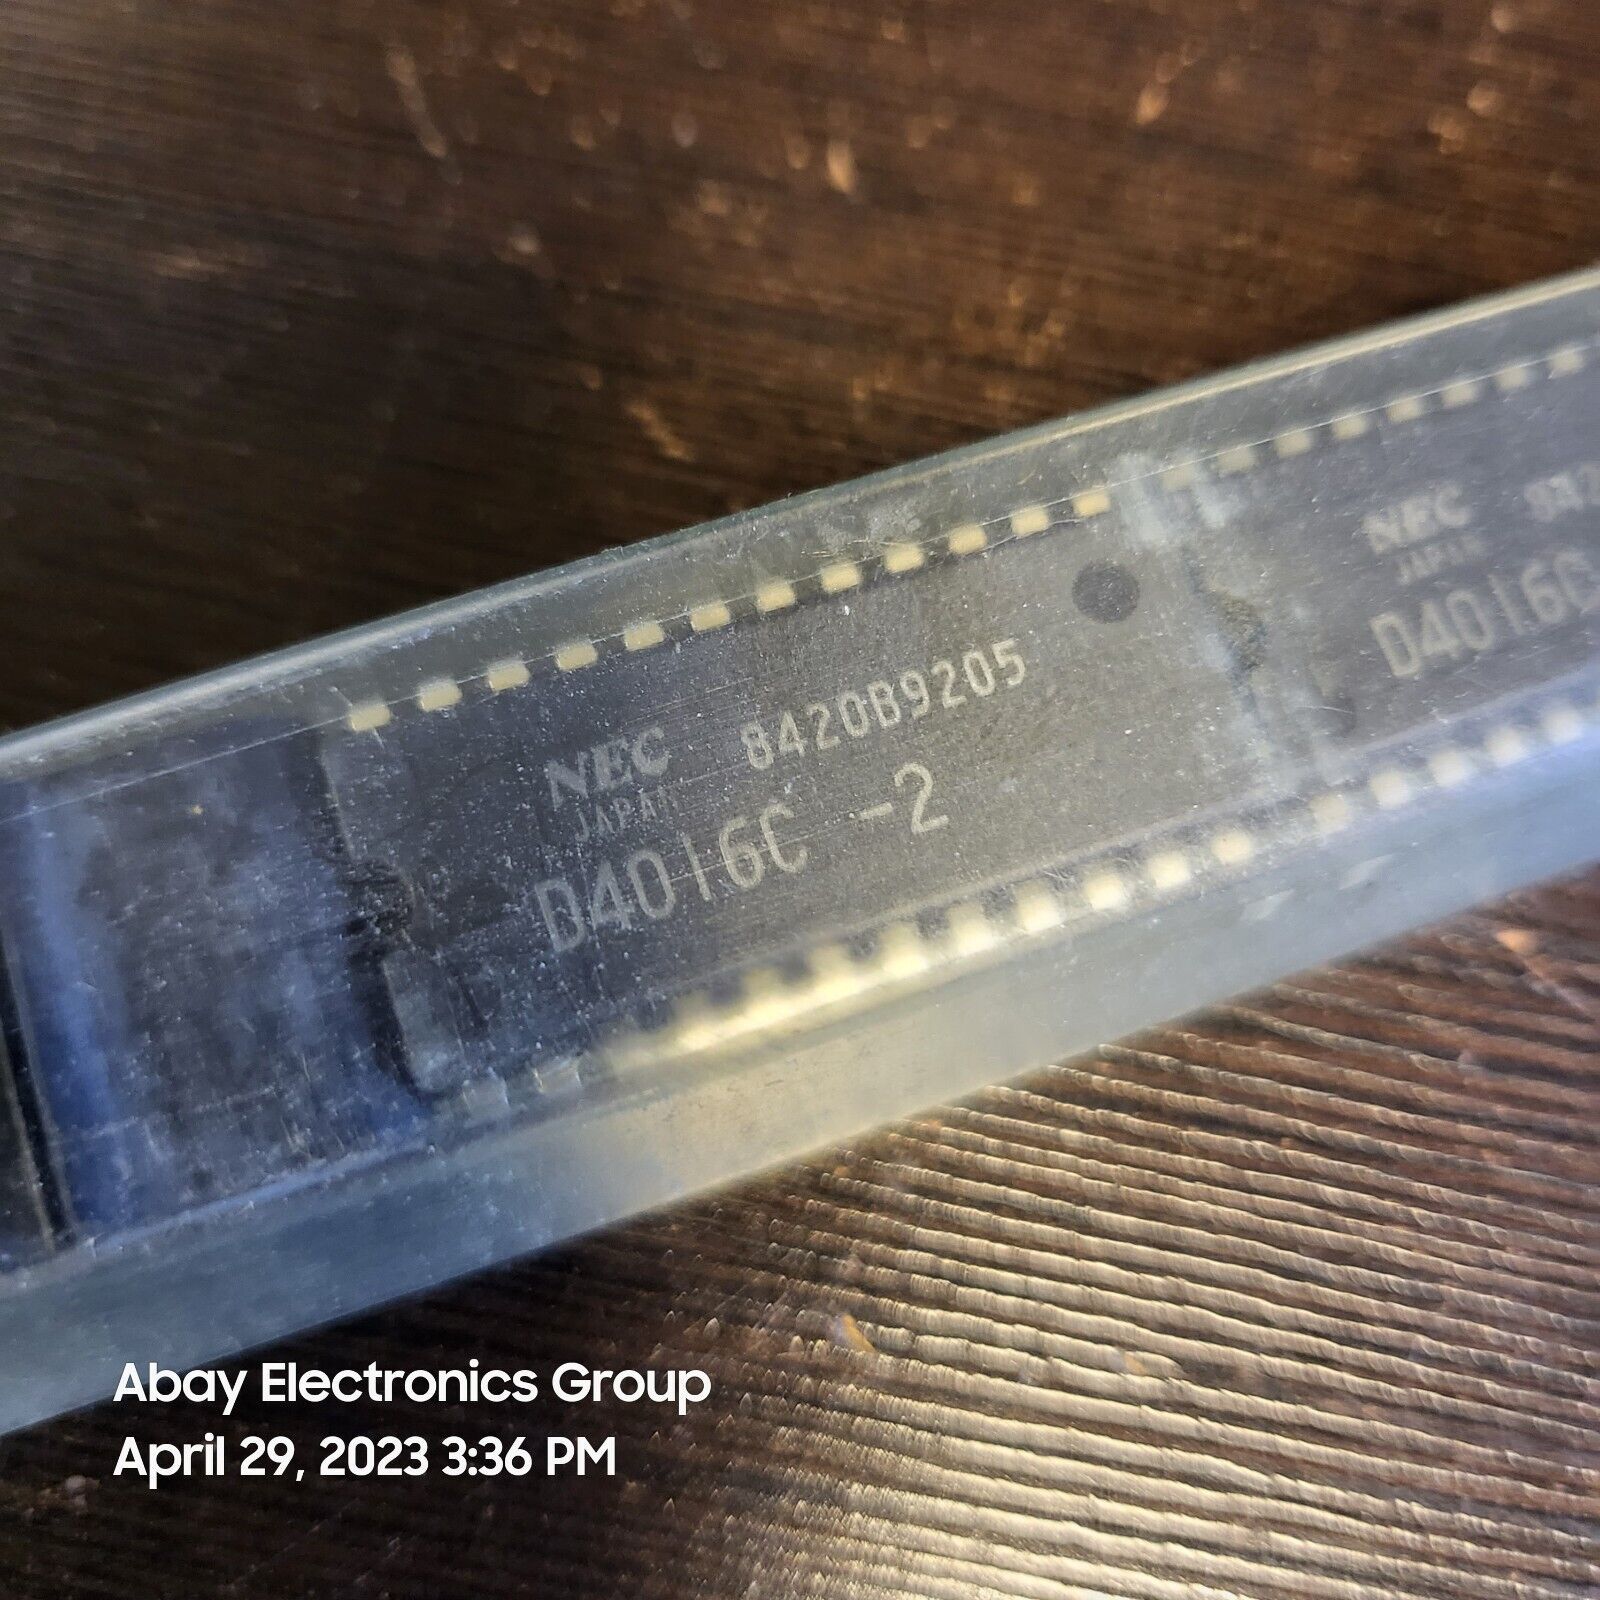 NEC 8420B9205
JAPAN
D4016C -2
NEC
JAPAN
D4016C
Abay Electronics Group
April 29, 2023 3:36 PM